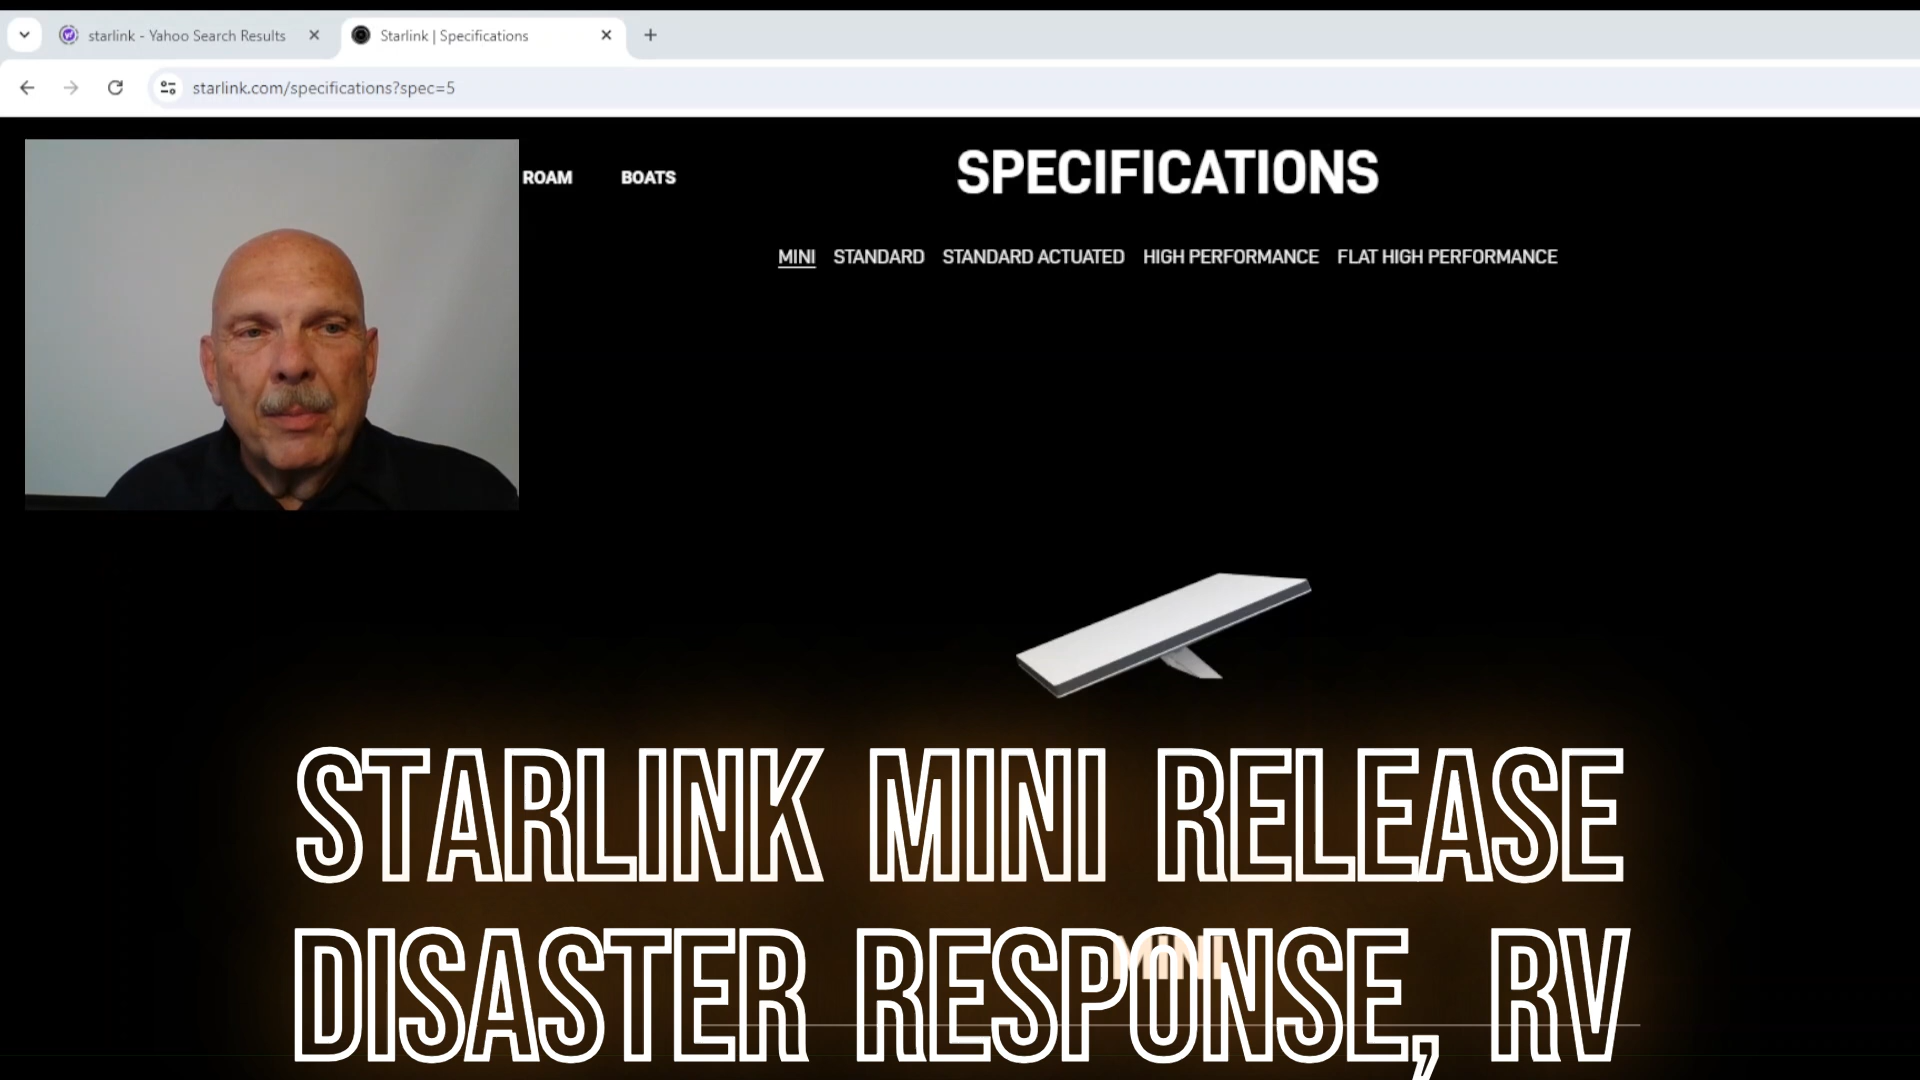 starlink - Yahoo Search Results
Starlink | Specifications
starlink.com/specifications?spec=5
ROAM BOATS
SPECIFICATIONS
MINI STANDARD STANDARD ACTUATED HIGH PERFORMANCE FLAT HIGH PERFORMANCE
STARLINK MINI RELEASE
MINI
DISASTER RESPONSE, RV